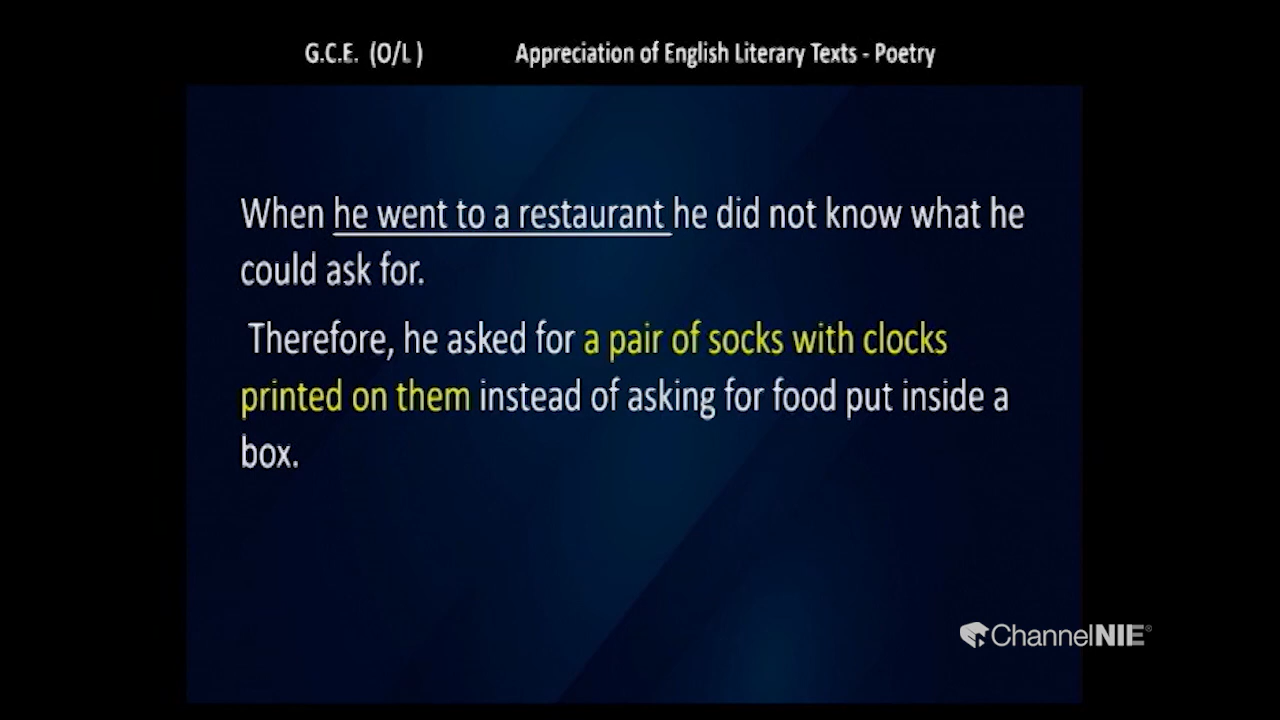 G.C.E. (O/L ) Appreciation of English Literary Texts - Poetry
When he went to a restaurant he did not know what he
could ask for.
Therefore, he asked for a pair of socks with clocks
printed on them instead of asking for food put inside a
box.
ChannelNIE®